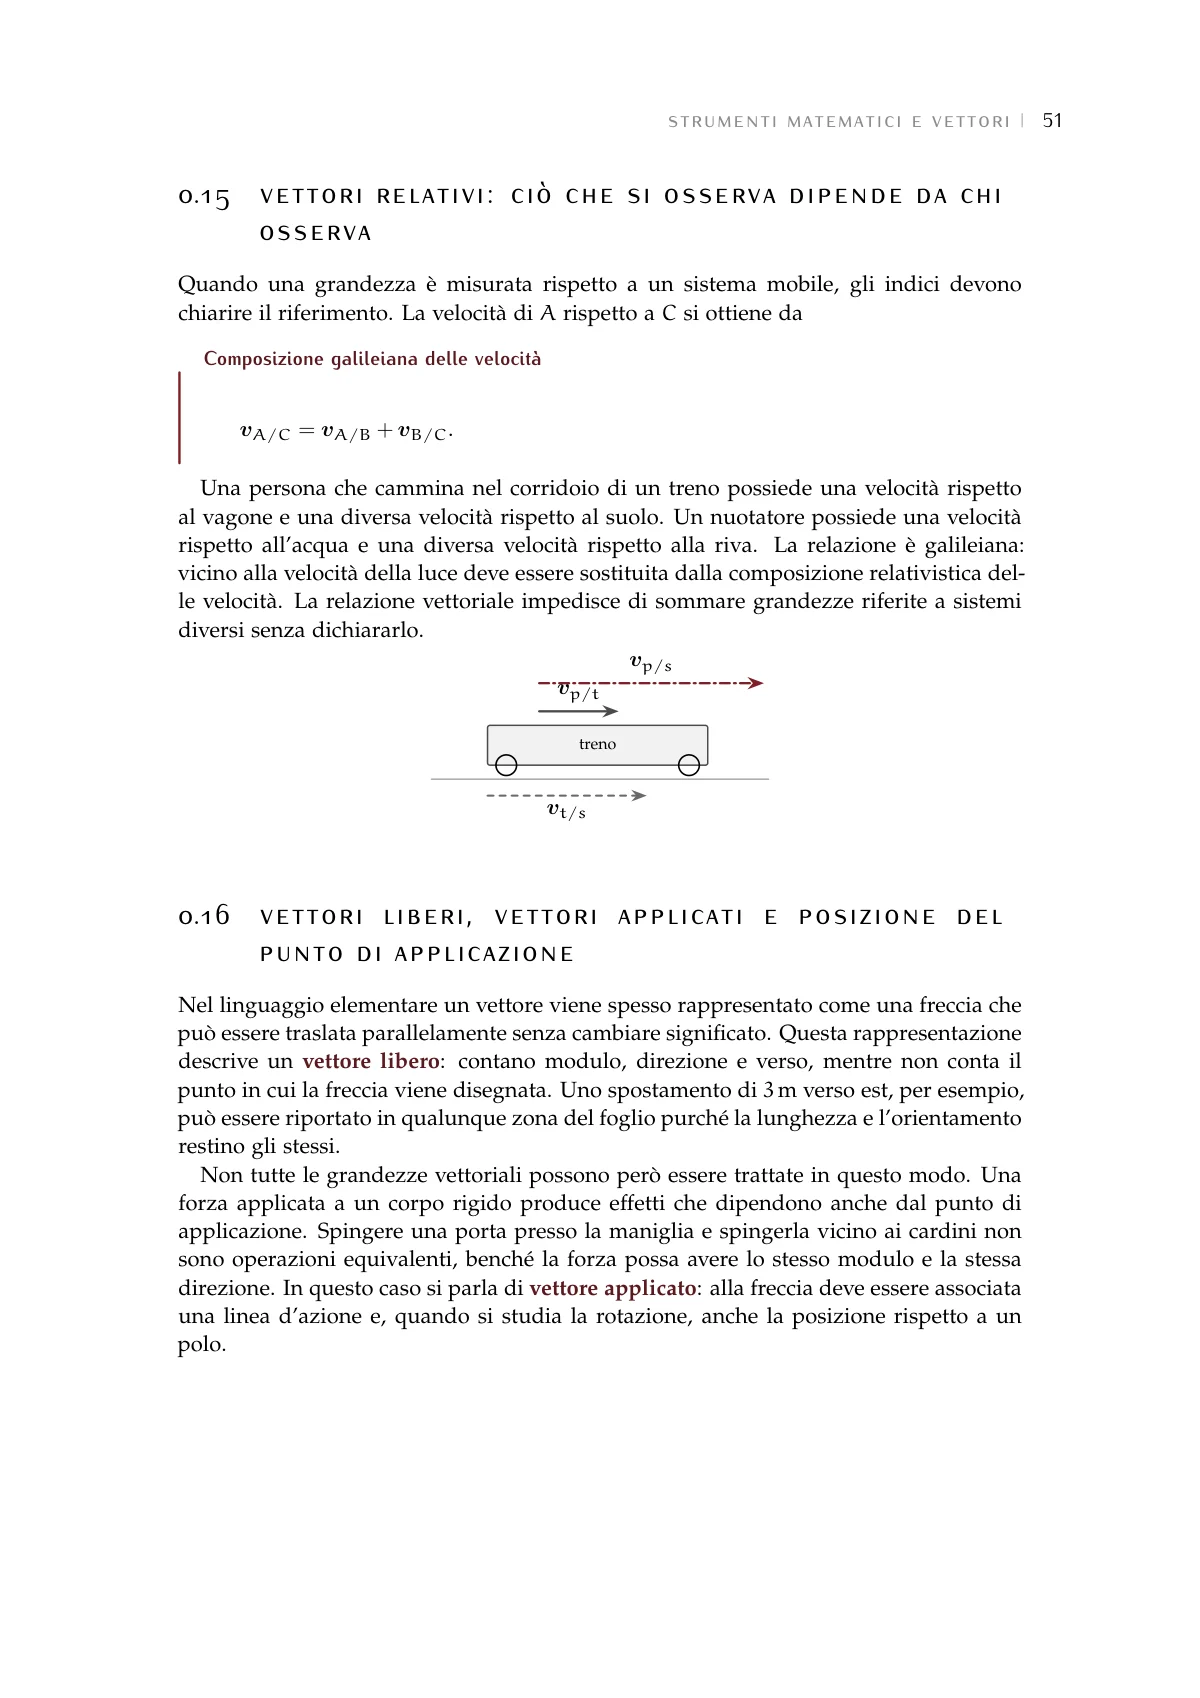 STRUMENTI MATEMATICI E VETTORI | 51
0.15 VETTORI RELATIVI: CIÒ CHE SI OSSERVA DIPENDE DA CHI
OSSERVA
Quando una grandezza è misurata rispetto a un sistema mobile, gli indici devono
chiarire il riferimento. La velocità di A rispetto a C si ottiene da
Composizione galileiana delle velocità
v_{A/C} = v_{A/B} + v_{B/C}.
Una persona che cammina nel corridoio di un treno possiede una velocità rispetto
al vagone e una diversa velocità rispetto al suolo. Un nuotatore possiede una velocità
rispetto all'acqua e una diversa velocità rispetto alla riva. La relazione è galileiana:
vicino alla velocità della luce deve essere sostituita dalla composizione relativistica del-
le velocità. La relazione vettoriale impedisce di sommare grandezze riferite a sistemi
diversi senza dichiararlo.
v_{p/s}
v_{p/t}
treno
v_{t/s}
0.16 VETTORI LIBERI, VETTORI APPLICATI E POSIZIONE DEL
PUNTO DI APPLICAZIONE
Nel linguaggio elementare un vettore viene spesso rappresentato come una freccia che
può essere traslata parallelamente senza cambiare significato. Questa rappresentazione
descrive un vettore libero: contano modulo, direzione e verso, mentre non conta il
punto in cui la freccia viene disegnata. Uno spostamento di 3 m verso est, per esempio,
può essere riportato in qualunque zona del foglio purché la lunghezza e l'orientamento
restino gli stessi.
Non tutte le grandezze vettoriali possono però essere trattate in questo modo. Una
forza applicata a un corpo rigido produce effetti che dipendono anche dal punto di
applicazione. Spingere una porta presso la maniglia e spingerla vicino ai cardini non
sono operazioni equivalenti, benché la forza possa avere lo stesso modulo e la stessa
direzione. In questo caso si parla di vettore applicato: alla freccia deve essere associata
una linea d'azione e, quando si studia la rotazione, anche la posizione rispetto a un
polo.